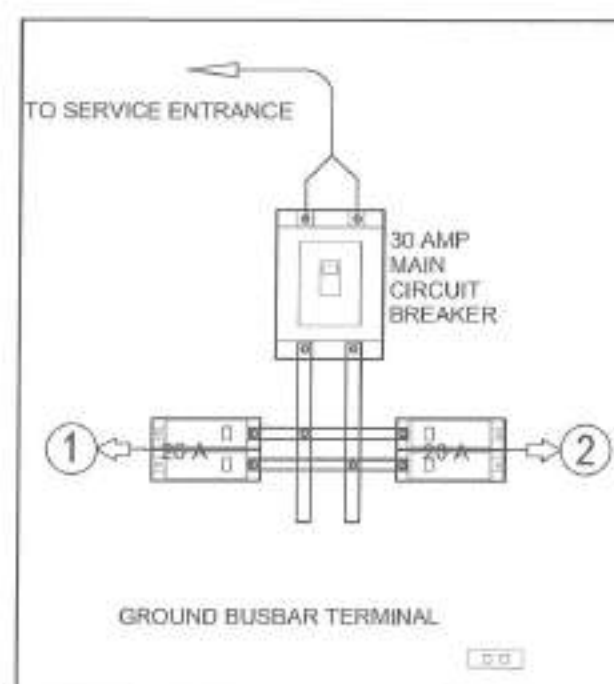 TO SERVICE ENTRANCE
30 AMP
MAIN
CIRCUIT
BREAKER
1
20 A
20 A
2
GROUND BUSBAR TERMINAL